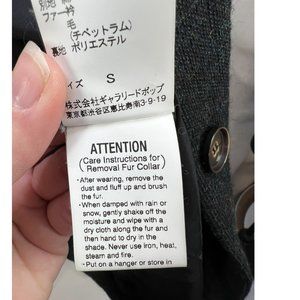 別地
ファー衿
毛
(チベットラム)
裏地 ポリエステル
イズ S
株式会社ギャラリードポップ
東京都渋谷区恵比寿南3-9-19
ATTENTION
(Care Instructions for
Removal Fur Collar)
・After wearing, remove the
dust and fluff up and brush
the fur.
・When damped with rain or
snow, gently shake off the
moisture and wipe with a
dry cloth along the fur and
then hand to dry in the
shade. Never use iron, heat,
steam and fire.
・Put on a hanger or store in